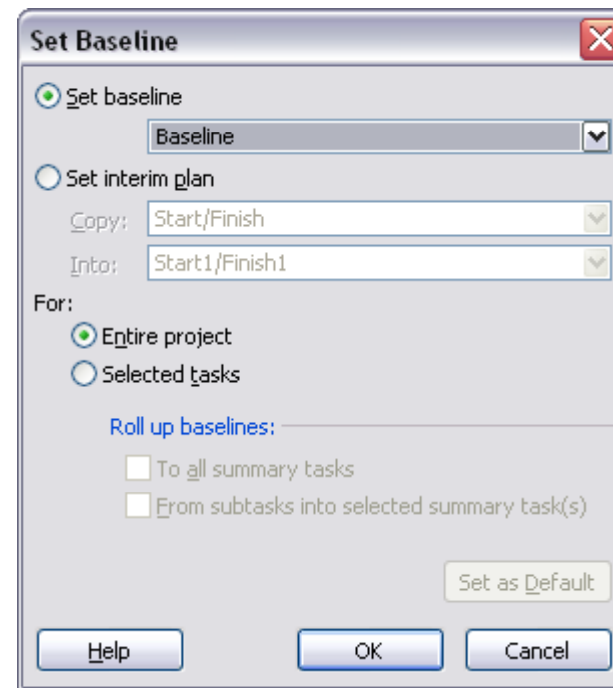 Set Baseline
Set baseline
Baseline
Set interim plan
Copy: Start/Finish
Into: Start1/Finish1
For:
Entire project
Selected tasks
Roll up baselines:
To all summary tasks
From subtasks into selected summary task(s)
Set as Default
Help OK Cancel